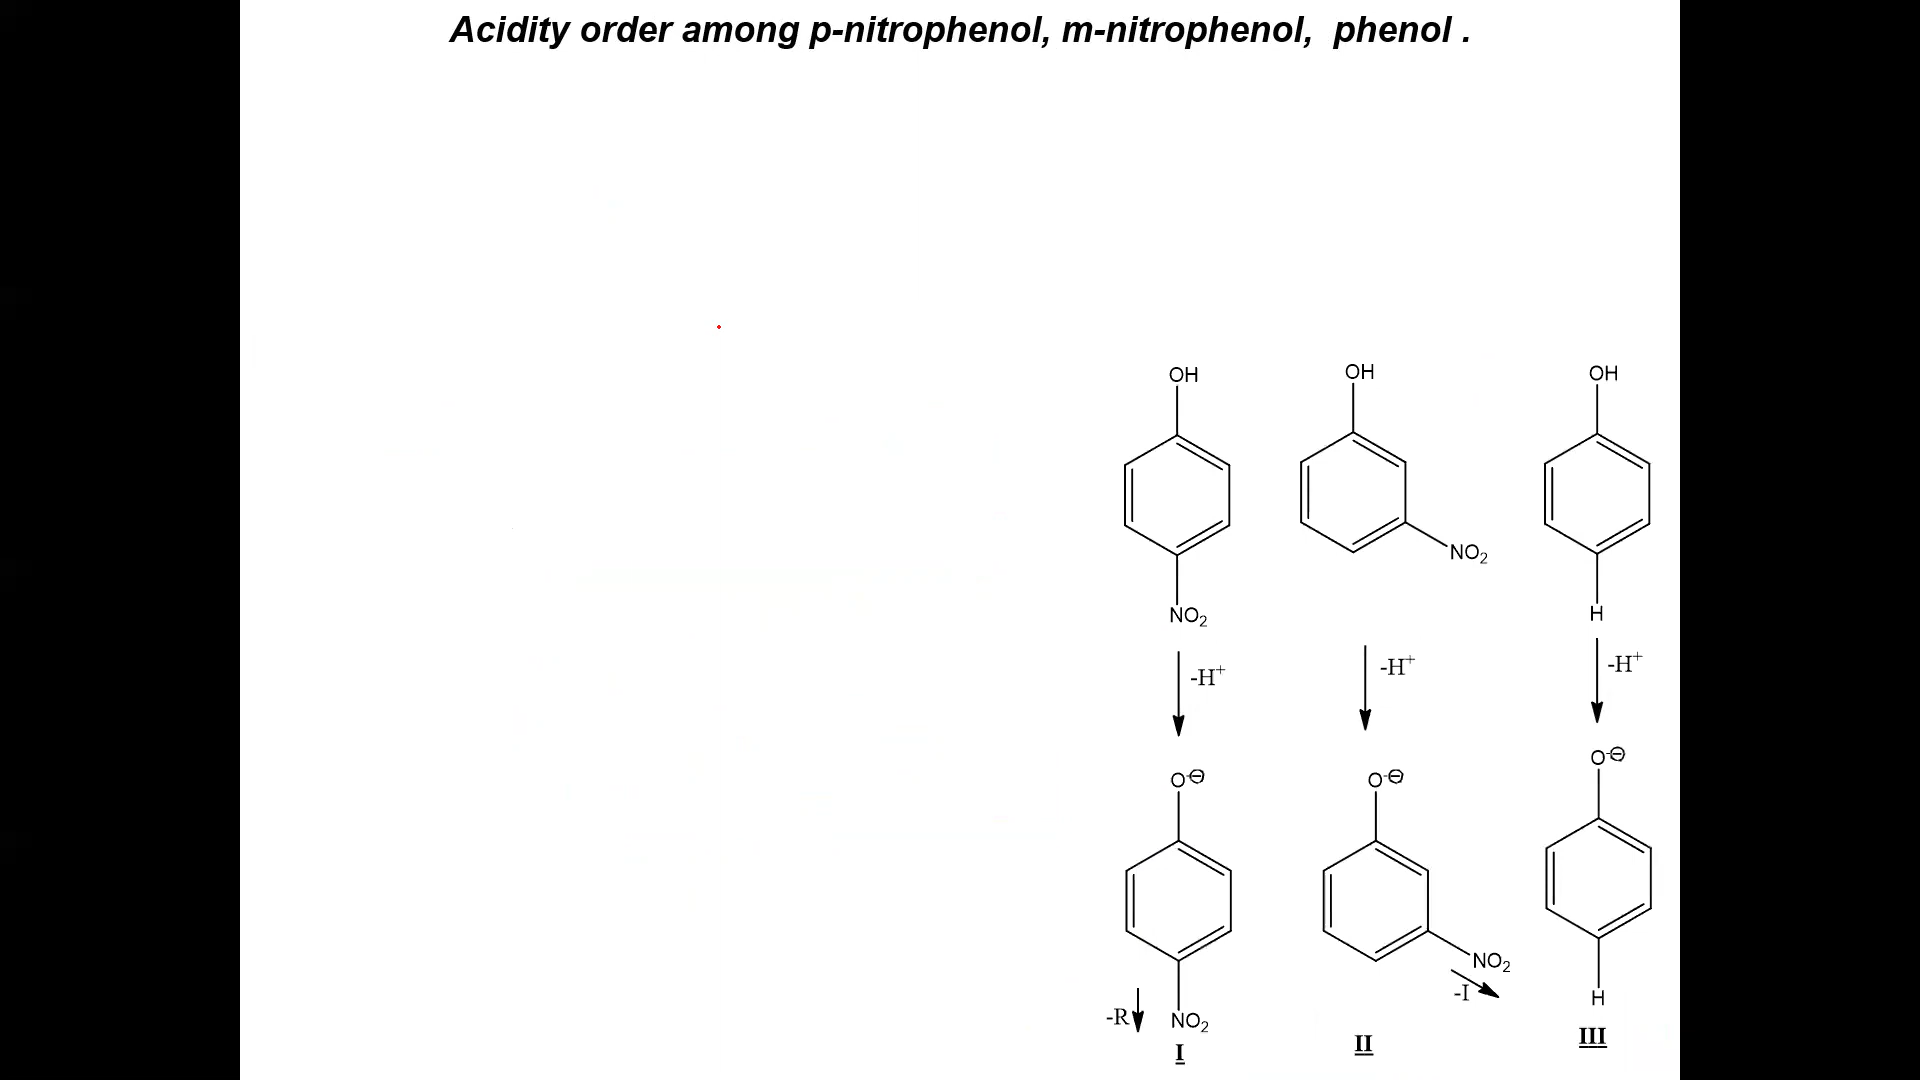 Acidity order among p-nitrophenol, m-nitrophenol, phenol .
OH OH OH
NO2
NO2 H
-H+ -H+ -H+
O⊖ O⊖ O⊖
NO2
-I
H
-R NO2
I II III